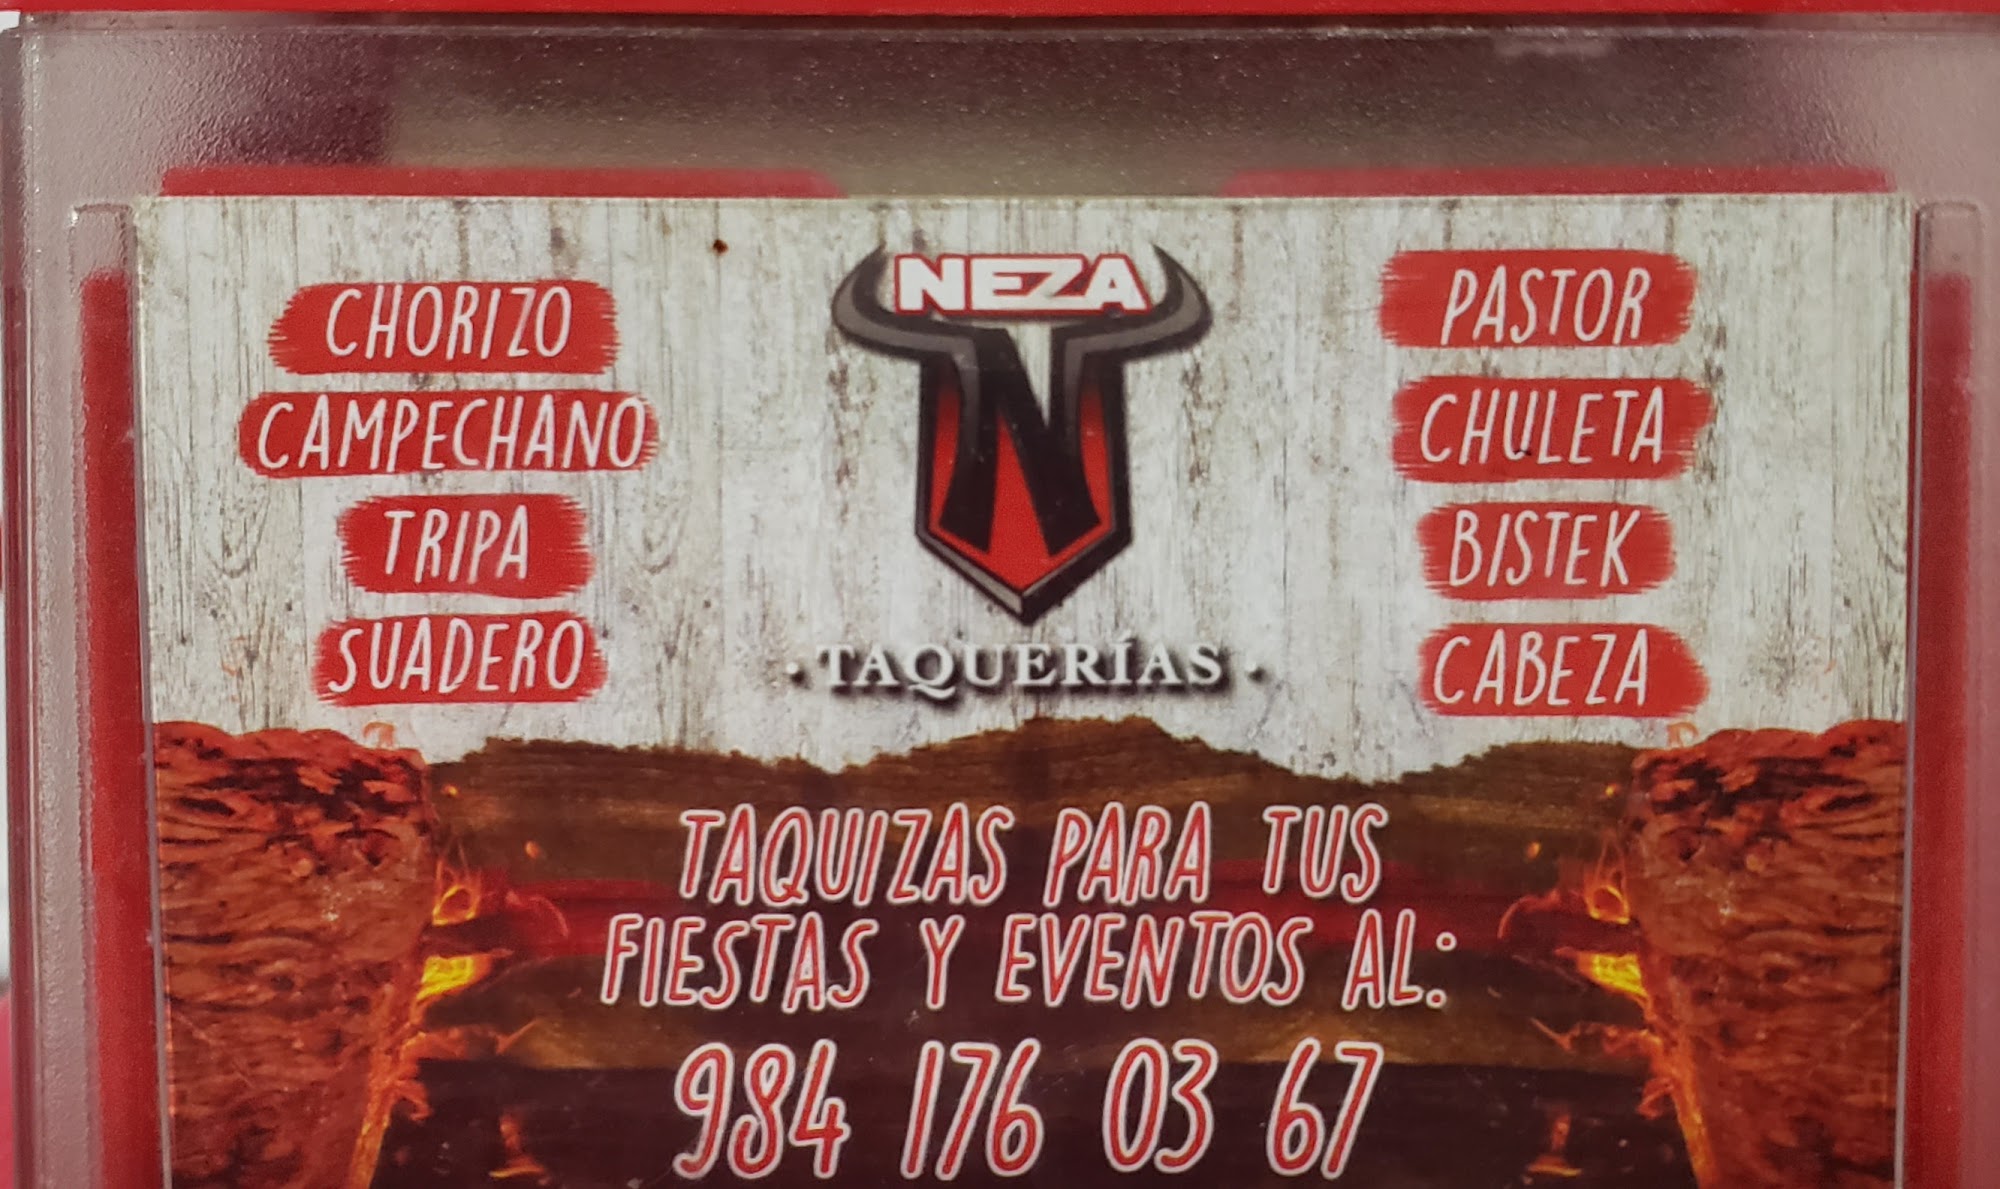 NEZA
TAQUERÍAS
CHORIZO
CAMPECHANO
TRIPA
SUADERO
PASTOR
CHULETA
BISTEK
CABEZA
TAQUIZAS PARA TUS
FIESTAS Y EVENTOS AL:
984 176 03 67